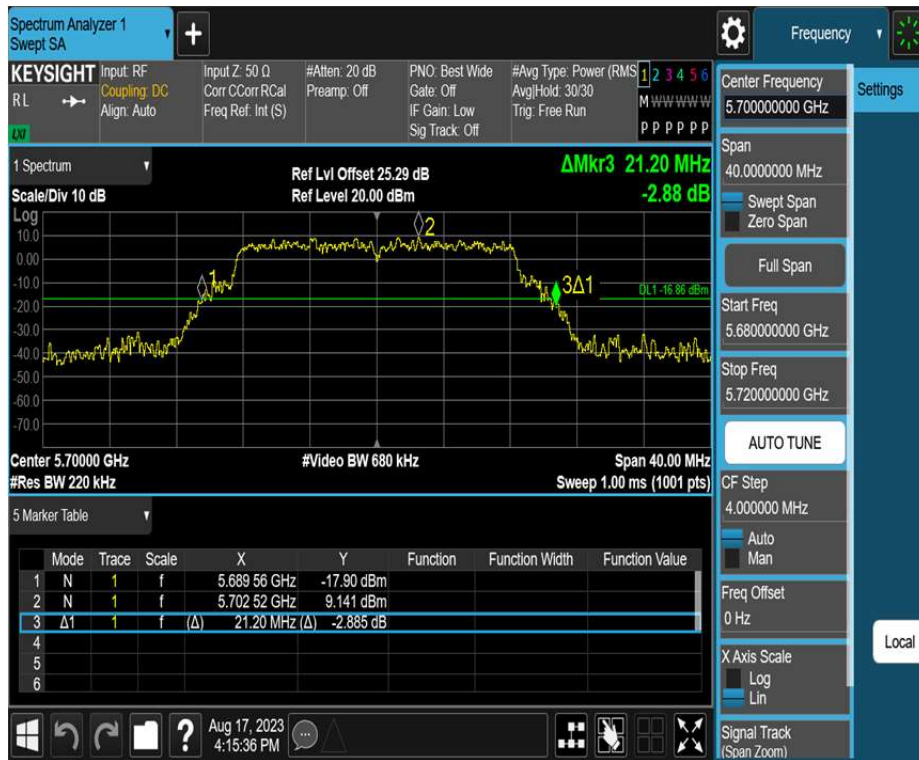 Spectrum Analyzer 1
Swept SA
+
Frequency
KEYSIGHT
RL
LXI
Input: RF
Coupling: DC
Align: Auto
Input Z: 50 Ω
Corr CCorr RCal
Freq Ref: Int (S)
#Atten: 20 dB
Preamp: Off
PNO: Best Wide
Gate: Off
IF Gain: Low
Sig Track: Off
#Avg Type: Power (RMS
Avg|Hold: 30/30
Trig: Free Run
1 2 3 4 5 6
M W W W W W
P P P P P P
Center Frequency
5.700000000 GHz
Settings
Span
40.0000000 MHz
Swept Span
Zero Span
Full Span
Start Freq
5.680000000 GHz
Stop Freq
5.720000000 GHz
AUTO TUNE
CF Step
4.000000 MHz
Auto
Man
Freq Offset
0 Hz
X Axis Scale
Log
Lin
Signal Track
(Span Zoom)
Local
1 Spectrum
Scale/Div 10 dB
Ref Lvl Offset 25.29 dB
Ref Level 20.00 dBm
ΔMkr3 21.20 MHz
-2.88 dB
Log
10.0
0.00
-10.0
-20.0
-30.0
-40.0
-50.0
-60.0
-70.0
1
2
3Δ1
DL1 -16.86 dBm
Center 5.70000 GHz
#Res BW 220 kHz
#Video BW 680 kHz
Span 40.00 MHz
Sweep 1.00 ms (1001 pts)
5 Marker Table
Mode Trace Scale X Y Function Function Width Function Value
1 N 1 f 5.689 56 GHz -17.90 dBm
2 N 1 f 5.702 52 GHz 9.141 dBm
3 Δ1 1 f (Δ) 21.20 MHz (Δ) -2.885 dB
4
5
6
?
Aug 17, 2023
4:15:36 PM